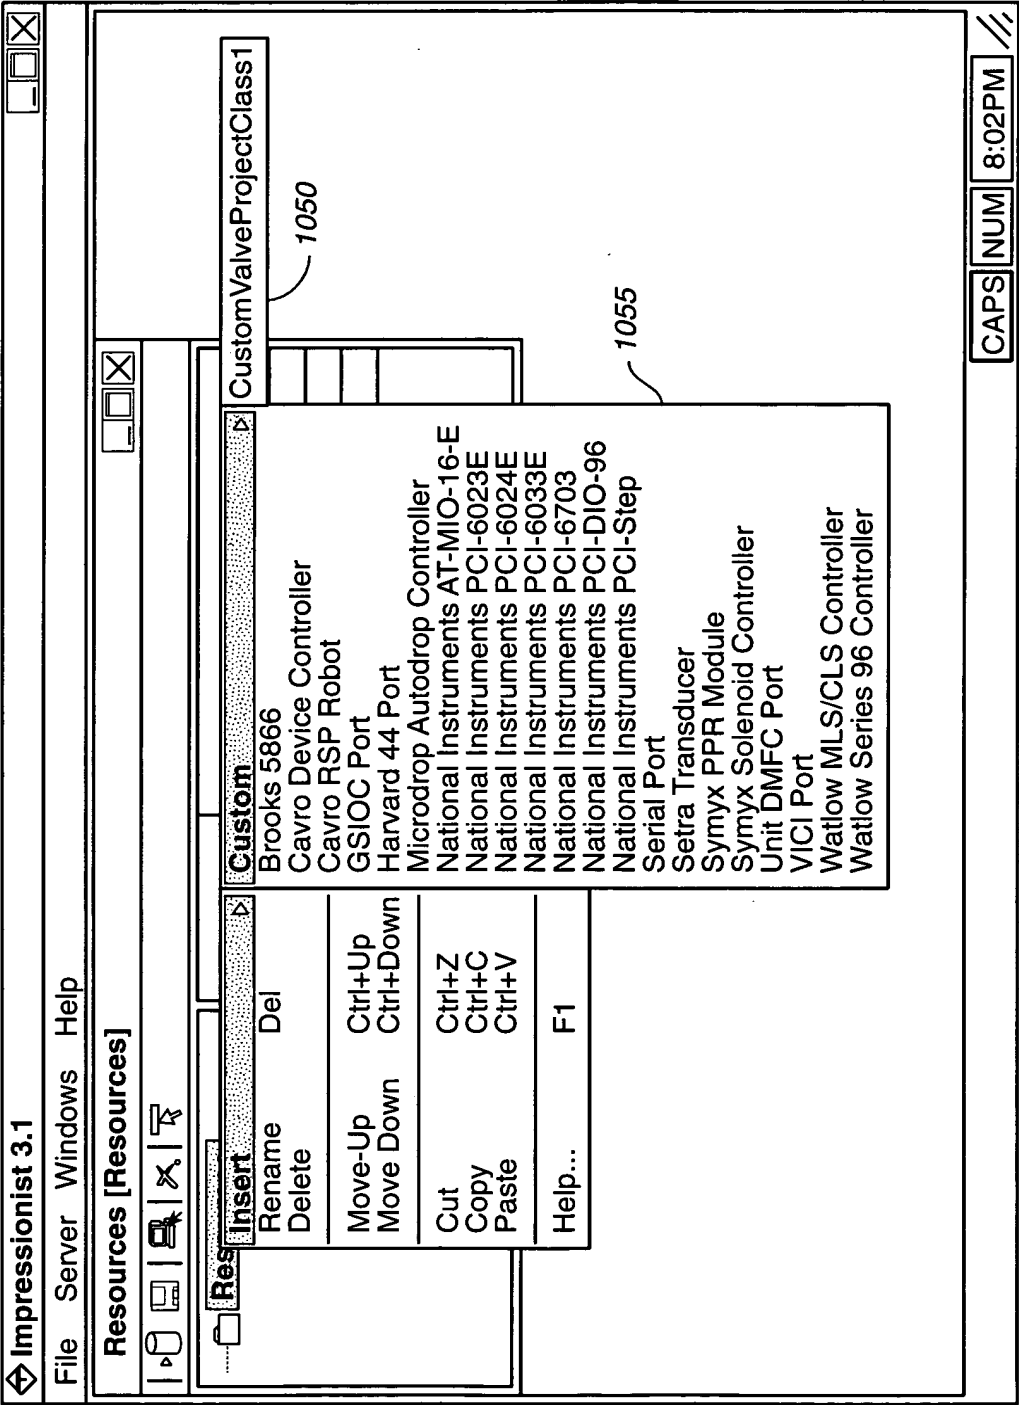 Impressionist 3.1
File Server Windows Help
Resources [Resources]
Res
Insert
Rename
Delete Del
Move-Up Ctrl+Up
Move Down Ctrl+Down
Cut Ctrl+Z
Copy Ctrl+C
Paste Ctrl+V
Help... F1
Custom
Brooks 5866
Cavro Device Controller
Cavro RSP Robot
GSIOC Port
Harvard 44 Port
Microdrop Autodrop Controller
National Instruments AT-MIO-16-E
National Instruments PCI-6023E
National Instruments PCI-6024E
National Instruments PCI-6033E
National Instruments PCI-6703
National Instruments PCI-DIO-96
National Instruments PCI-Step
Serial Port
Setra Transducer
Symyx PPR Module
Symyx Solenoid Controller
Unit DMFC Port
VICI Port
Watlow MLS/CLS Controller
Watlow Series 96 Controller
CustomValveProjectClass1
1050
1055
CAPS NUM 8:02PM